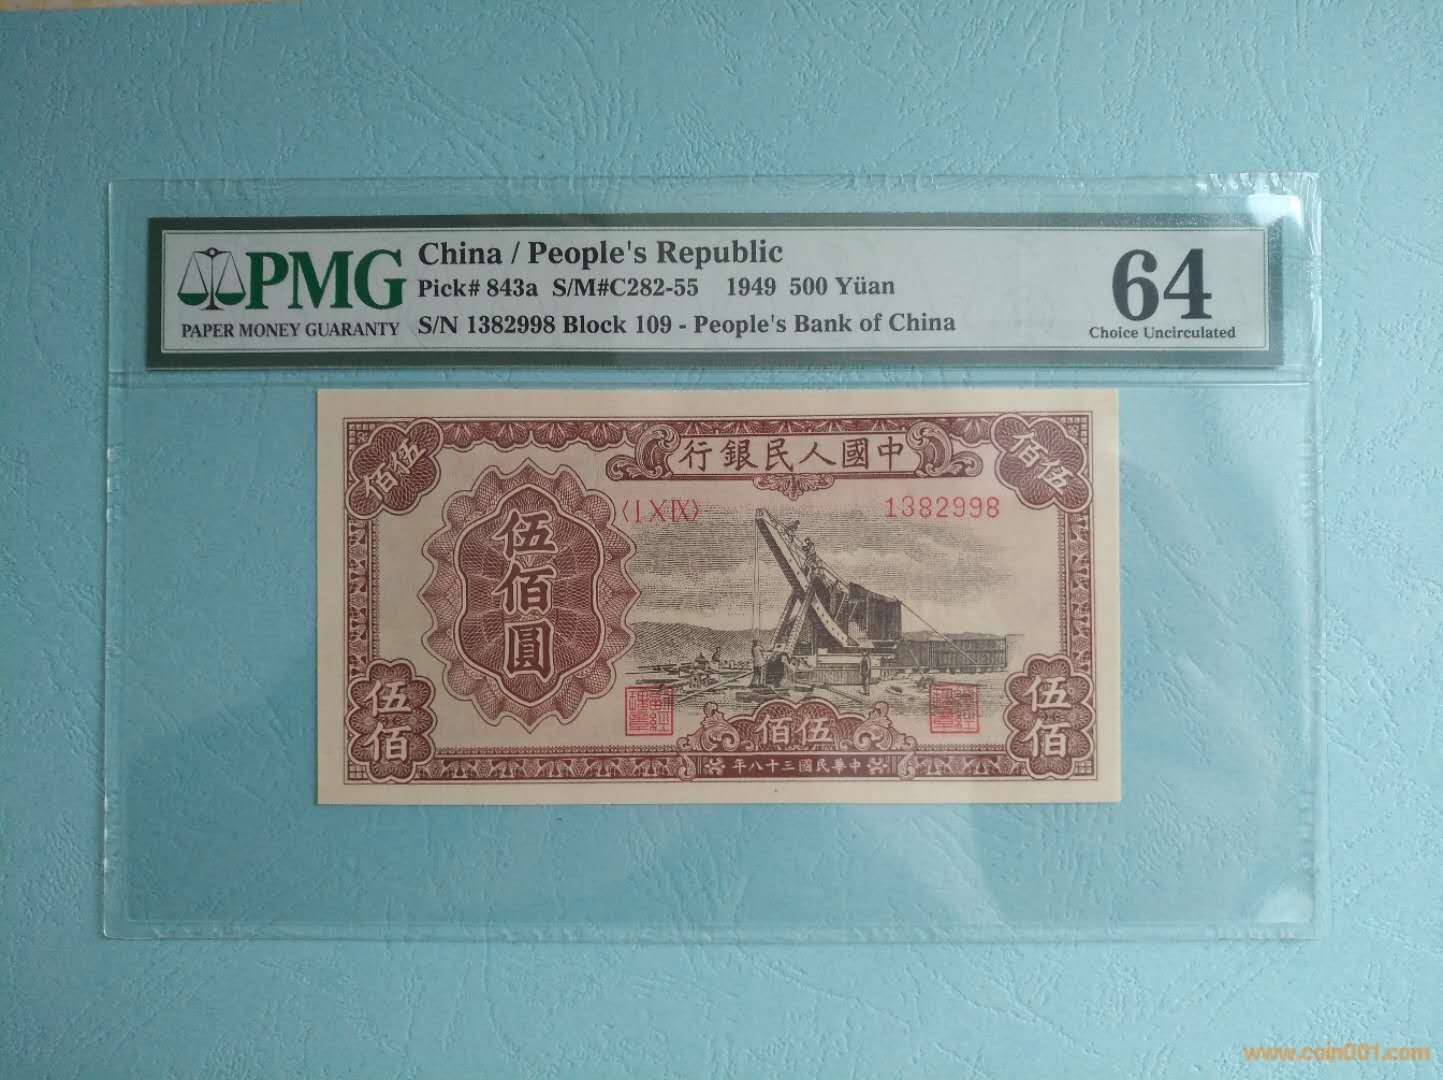 PMG
PAPER MONEY GUARANTY
China / People's Republic
Pick# 843a S/M#C282-55 1949 500 Yüan
S/N 1382998 Block 109 - People's Bank of China
64
Choice Uncirculated
佰伍
行銀民人國中
佰伍
〈I X IX〉
1382998
伍佰圓
伍佰
佰伍
伍佰
年八十三國民華中
www.coin001.com